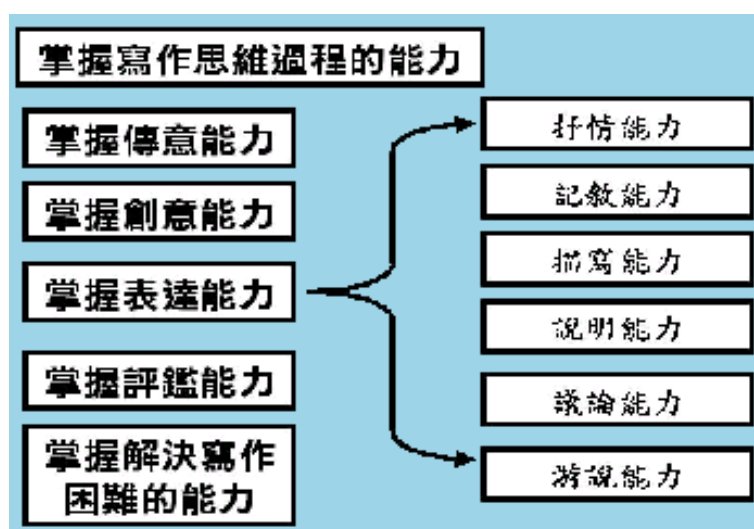 掌握寫作思維過程的能力
掌握傳意能力
掌握創意能力
掌握表達能力
掌握評鑑能力
掌握解決寫作
困難的能力
抒情能力
記敘能力
描寫能力
說明能力
議論能力
游說能力